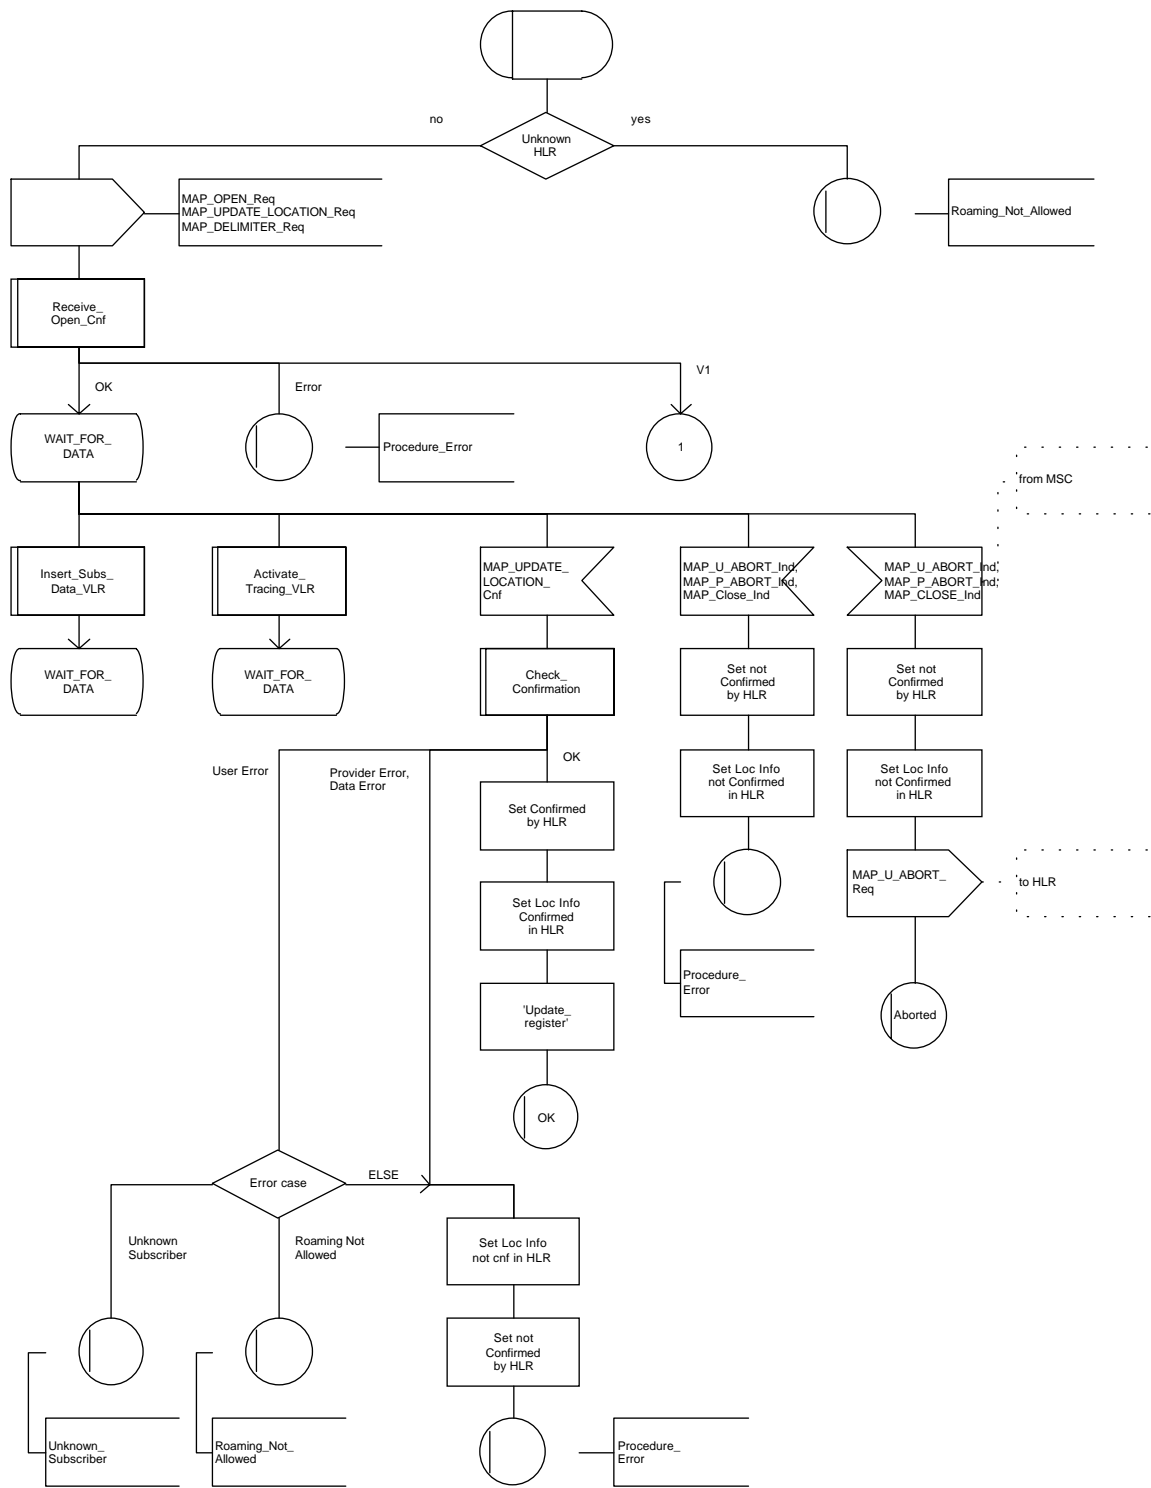 no
yes
Unknown
HLR
MAP_OPEN_Req
MAP_UPDATE_LOCATION_Req
MAP_DELIMITER_Req
Roaming_Not_Allowed
Receive_
Open_Cnf
OK
Error
V1
WAIT_FOR_
DATA
Procedure_Error
1
from MSC
Insert_Subs_
Data_VLR
Activate_
Tracing_VLR
MAP_UPDATE_
LOCATION_
Cnf
MAP_U_ABORT_Ind,
MAP_P_ABORT_Ind,
MAP_Close_Ind
MAP_U_ABORT_Ind,
MAP_P_ABORT_Ind,
MAP_CLOSE_Ind
WAIT_FOR_
DATA
WAIT_FOR_
DATA
Check_
Confirmation
Set not
Confirmed
by HLR
Set not
Confirmed
by HLR
User Error
Provider Error,
Data Error
OK
Set Loc Info
not Confirmed
in HLR
Set Loc Info
not Confirmed
in HLR
Set Confirmed
by HLR
MAP_U_ABORT_
Req
to HLR
Set Loc Info
Confirmed
in HLR
Procedure_
Error
'Update_
register'
Aborted
OK
Error case
ELSE
Unknown
Subscriber
Roaming Not
Allowed
Set Loc Info
not cnf in HLR
Set not
Confirmed
by HLR
Unknown_
Subscriber
Roaming_Not_
Allowed
Procedure_
Error